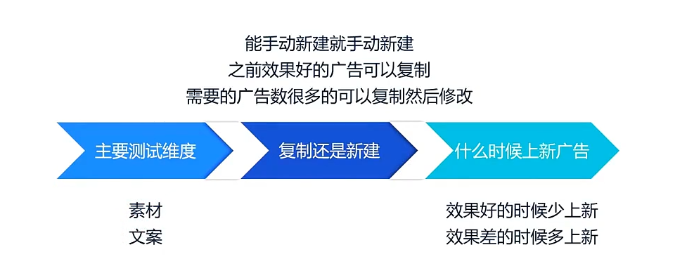 能手动新建就手动新建
之前效果好的广告可以复制
需要的广告数很多的可以复制然后修改
主要测试维度
复制还是新建
什么时候上新广告
素材
文案
效果好的时候少上新
效果差的时候多上新